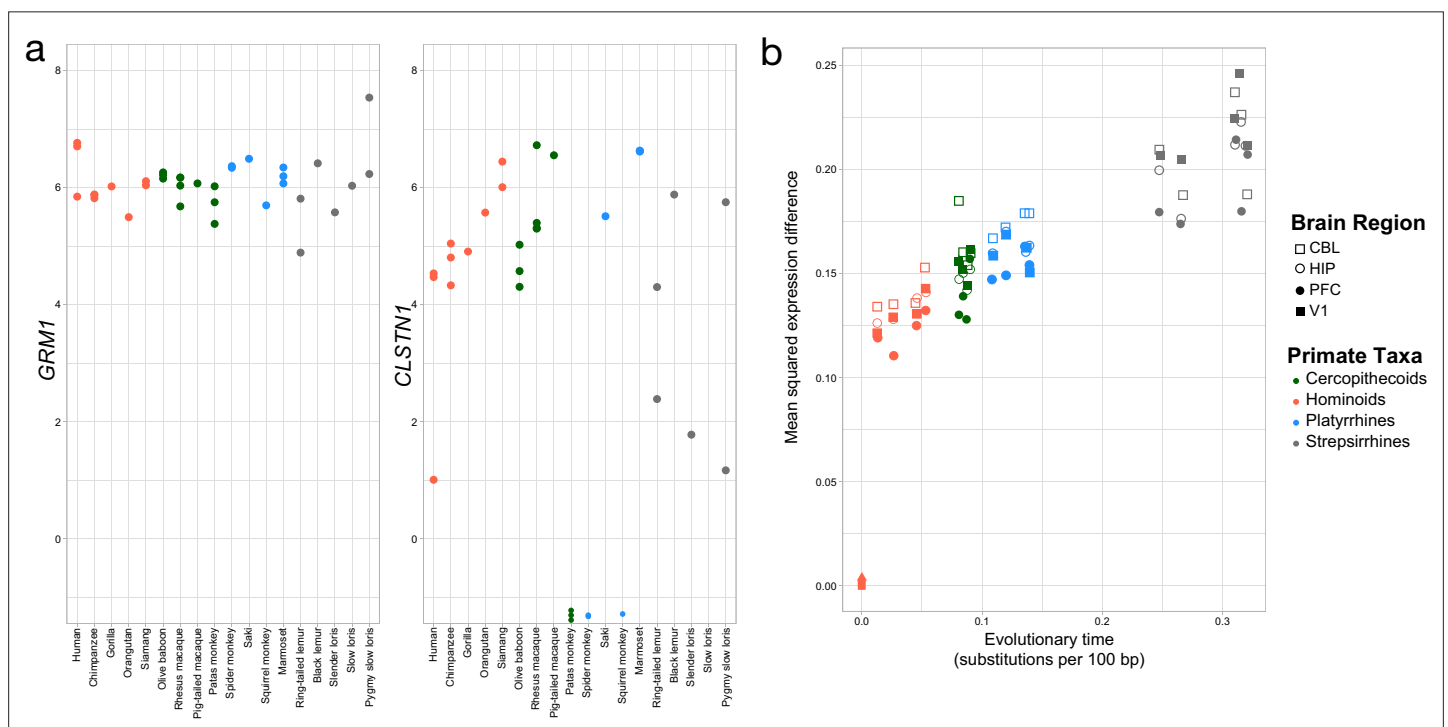 a
GRM1
8
6
4
2
0
Human
Chimpanzee
Gorilla
Orangutan
Siamang
Olive baboon
Rhesus macaque
Pig-tailed macaque
Patas monkey
Spider monkey
Saki
Squirrel monkey
Marmoset
Ring-tailed lemur
Black lemur
Slender loris
Slow loris
Pygmy slow loris
CLSTN1
8
6
4
2
0
Human
Chimpanzee
Gorilla
Orangutan
Siamang
Olive baboon
Rhesus macaque
Pig-tailed macaque
Patas monkey
Spider monkey
Saki
Squirrel monkey
Marmoset
Ring-tailed lemur
Black lemur
Slender loris
Slow loris
Pygmy slow loris
b
Mean squared expression difference
0.25
0.20
0.15
0.10
0.05
0.00
0.0
0.1
0.2
0.3
Evolutionary time
(substitutions per 100 bp)
Brain Region
CBL
HIP
PFC
V1
Primate Taxa
Cercopithecoids
Hominoids
Platyrrhines
Strepsirrhines